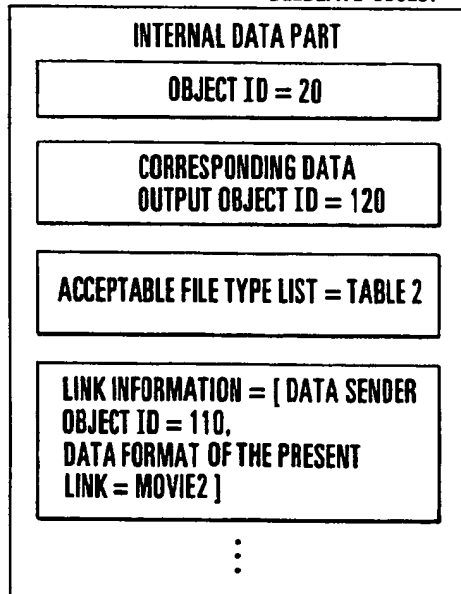 INTERNAL DATA PART
OBJECT ID = 20
CORRESPONDING DATA
OUTPUT OBJECT ID = 120
ACCEPTABLE FILE TYPE LIST = TABLE 2
LINK INFORMATION = [ DATA SENDER
OBJECT ID = 110,
DATA FORMAT OF THE PRESENT
LINK = MOVIE2 ]